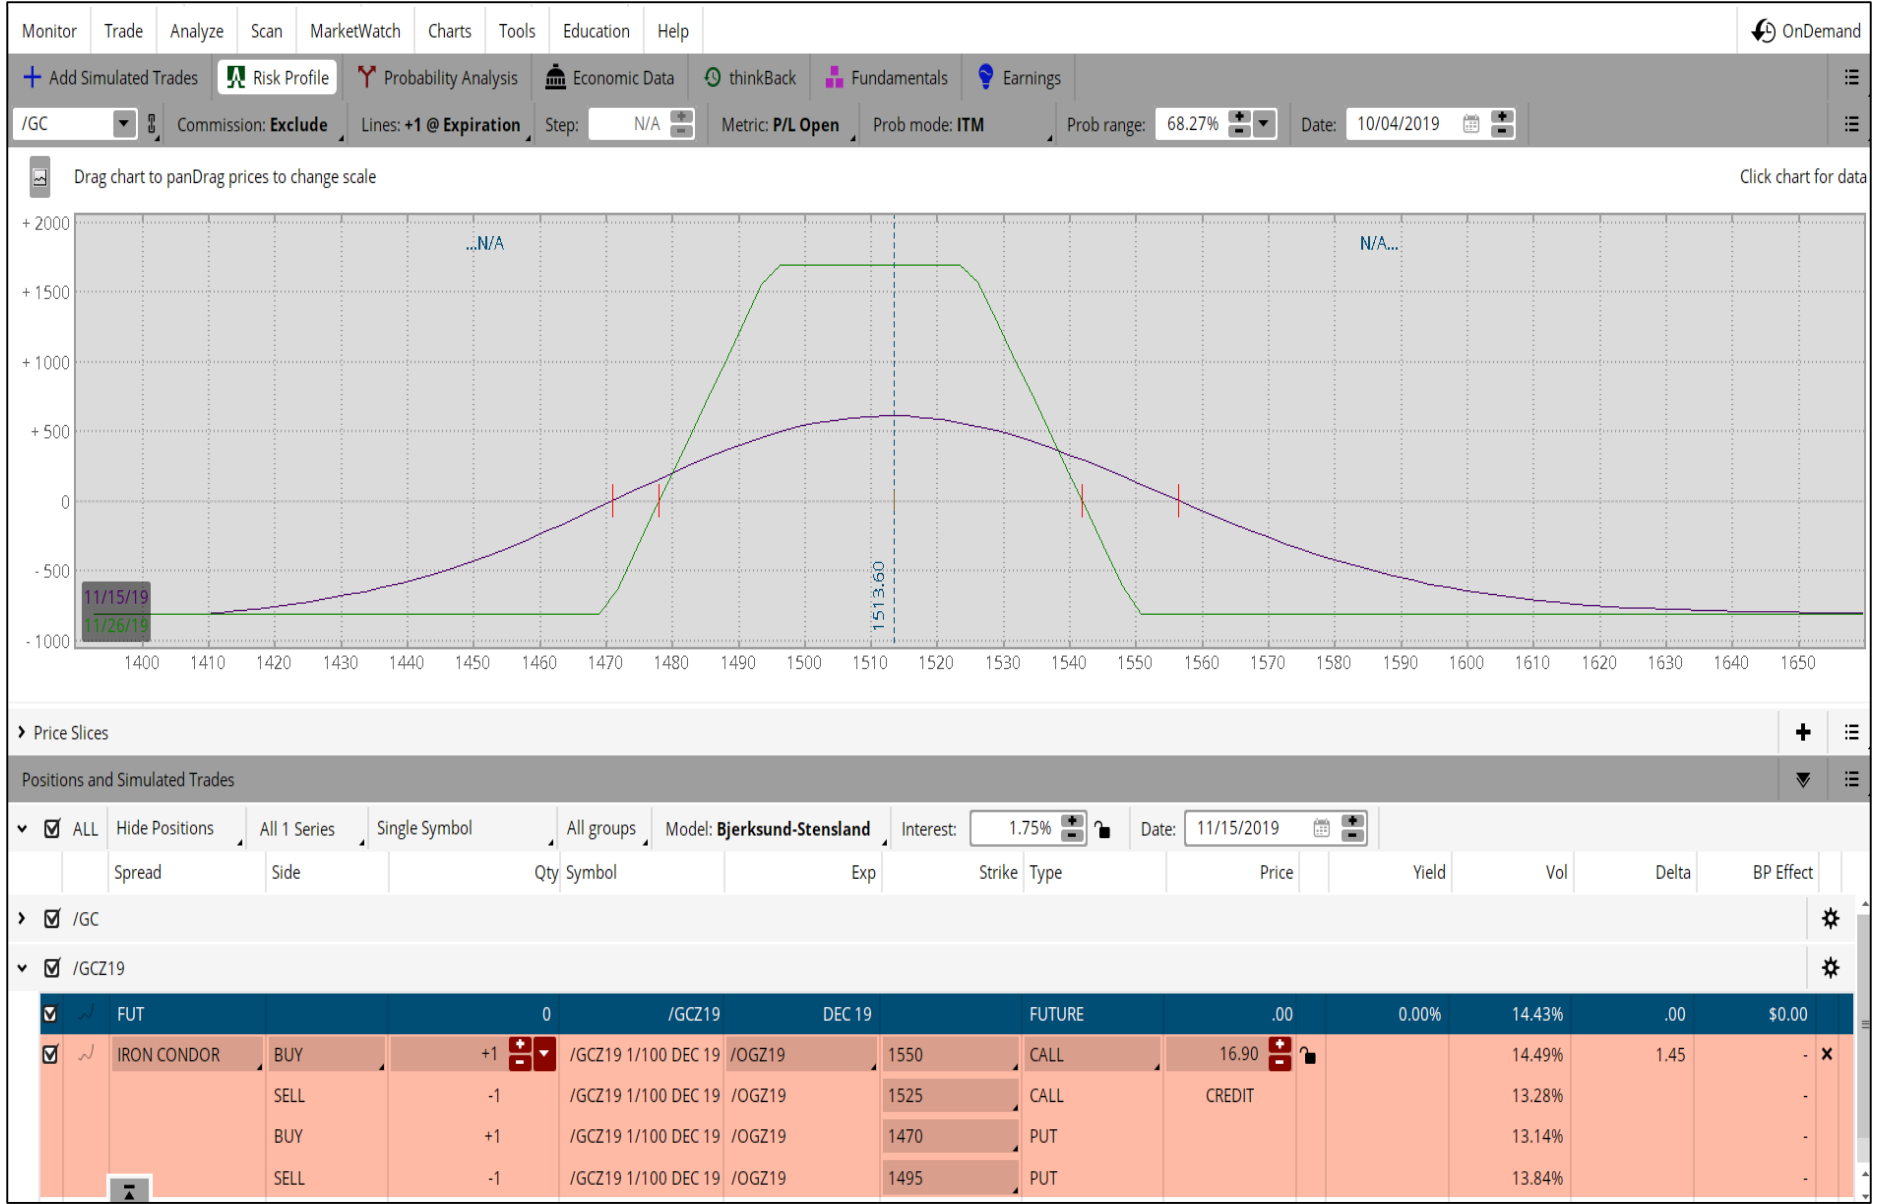 Monitor Trade Analyze Scan MarketWatch Charts Tools Education Help OnDemand
Add Simulated Trades Risk Profile Probability Analysis Economic Data thinkBack Fundamentals Earnings
/GC Commission: Exclude Lines: +1 @ Expiration Step: N/A Metric: P/L Open Prob mode: ITM Prob range: 68.27% Date: 10/04/2019
Drag chart to panDrag prices to change scale Click chart for data
+ 2000
...N/A N/A...
+ 1500
+ 1000
+ 500
0
- 500
1513.60
11/15/19
11/26/19
- 1000
1400 1410 1420 1430 1440 1450 1460 1470 1480 1490 1500 1510 1520 1530 1540 1550 1560 1570 1580 1590 1600 1610 1620 1630 1640 1650
Price Slices
Positions and Simulated Trades
ALL Hide Positions All 1 Series Single Symbol All groups Model: Bjerksund-Stensland Interest: 1.75% Date: 11/15/2019
Spread Side Qty Symbol Exp Strike Type Price Yield Vol Delta BP Effect
/GC
/GCZ19
FUT 0 /GCZ19 DEC 19 FUTURE .00 0.00% 14.43% .00 $0.00
IRON CONDOR BUY +1 /GCZ19 1/100 DEC 19 /OGZ19 1550 CALL 16.90 14.49% 1.45 -
SELL -1 /GCZ19 1/100 DEC 19 /OGZ19 1525 CALL CREDIT 13.28% -
BUY +1 /GCZ19 1/100 DEC 19 /OGZ19 1470 PUT 13.14% -
SELL -1 /GCZ19 1/100 DEC 19 /OGZ19 1495 PUT 13.84% -